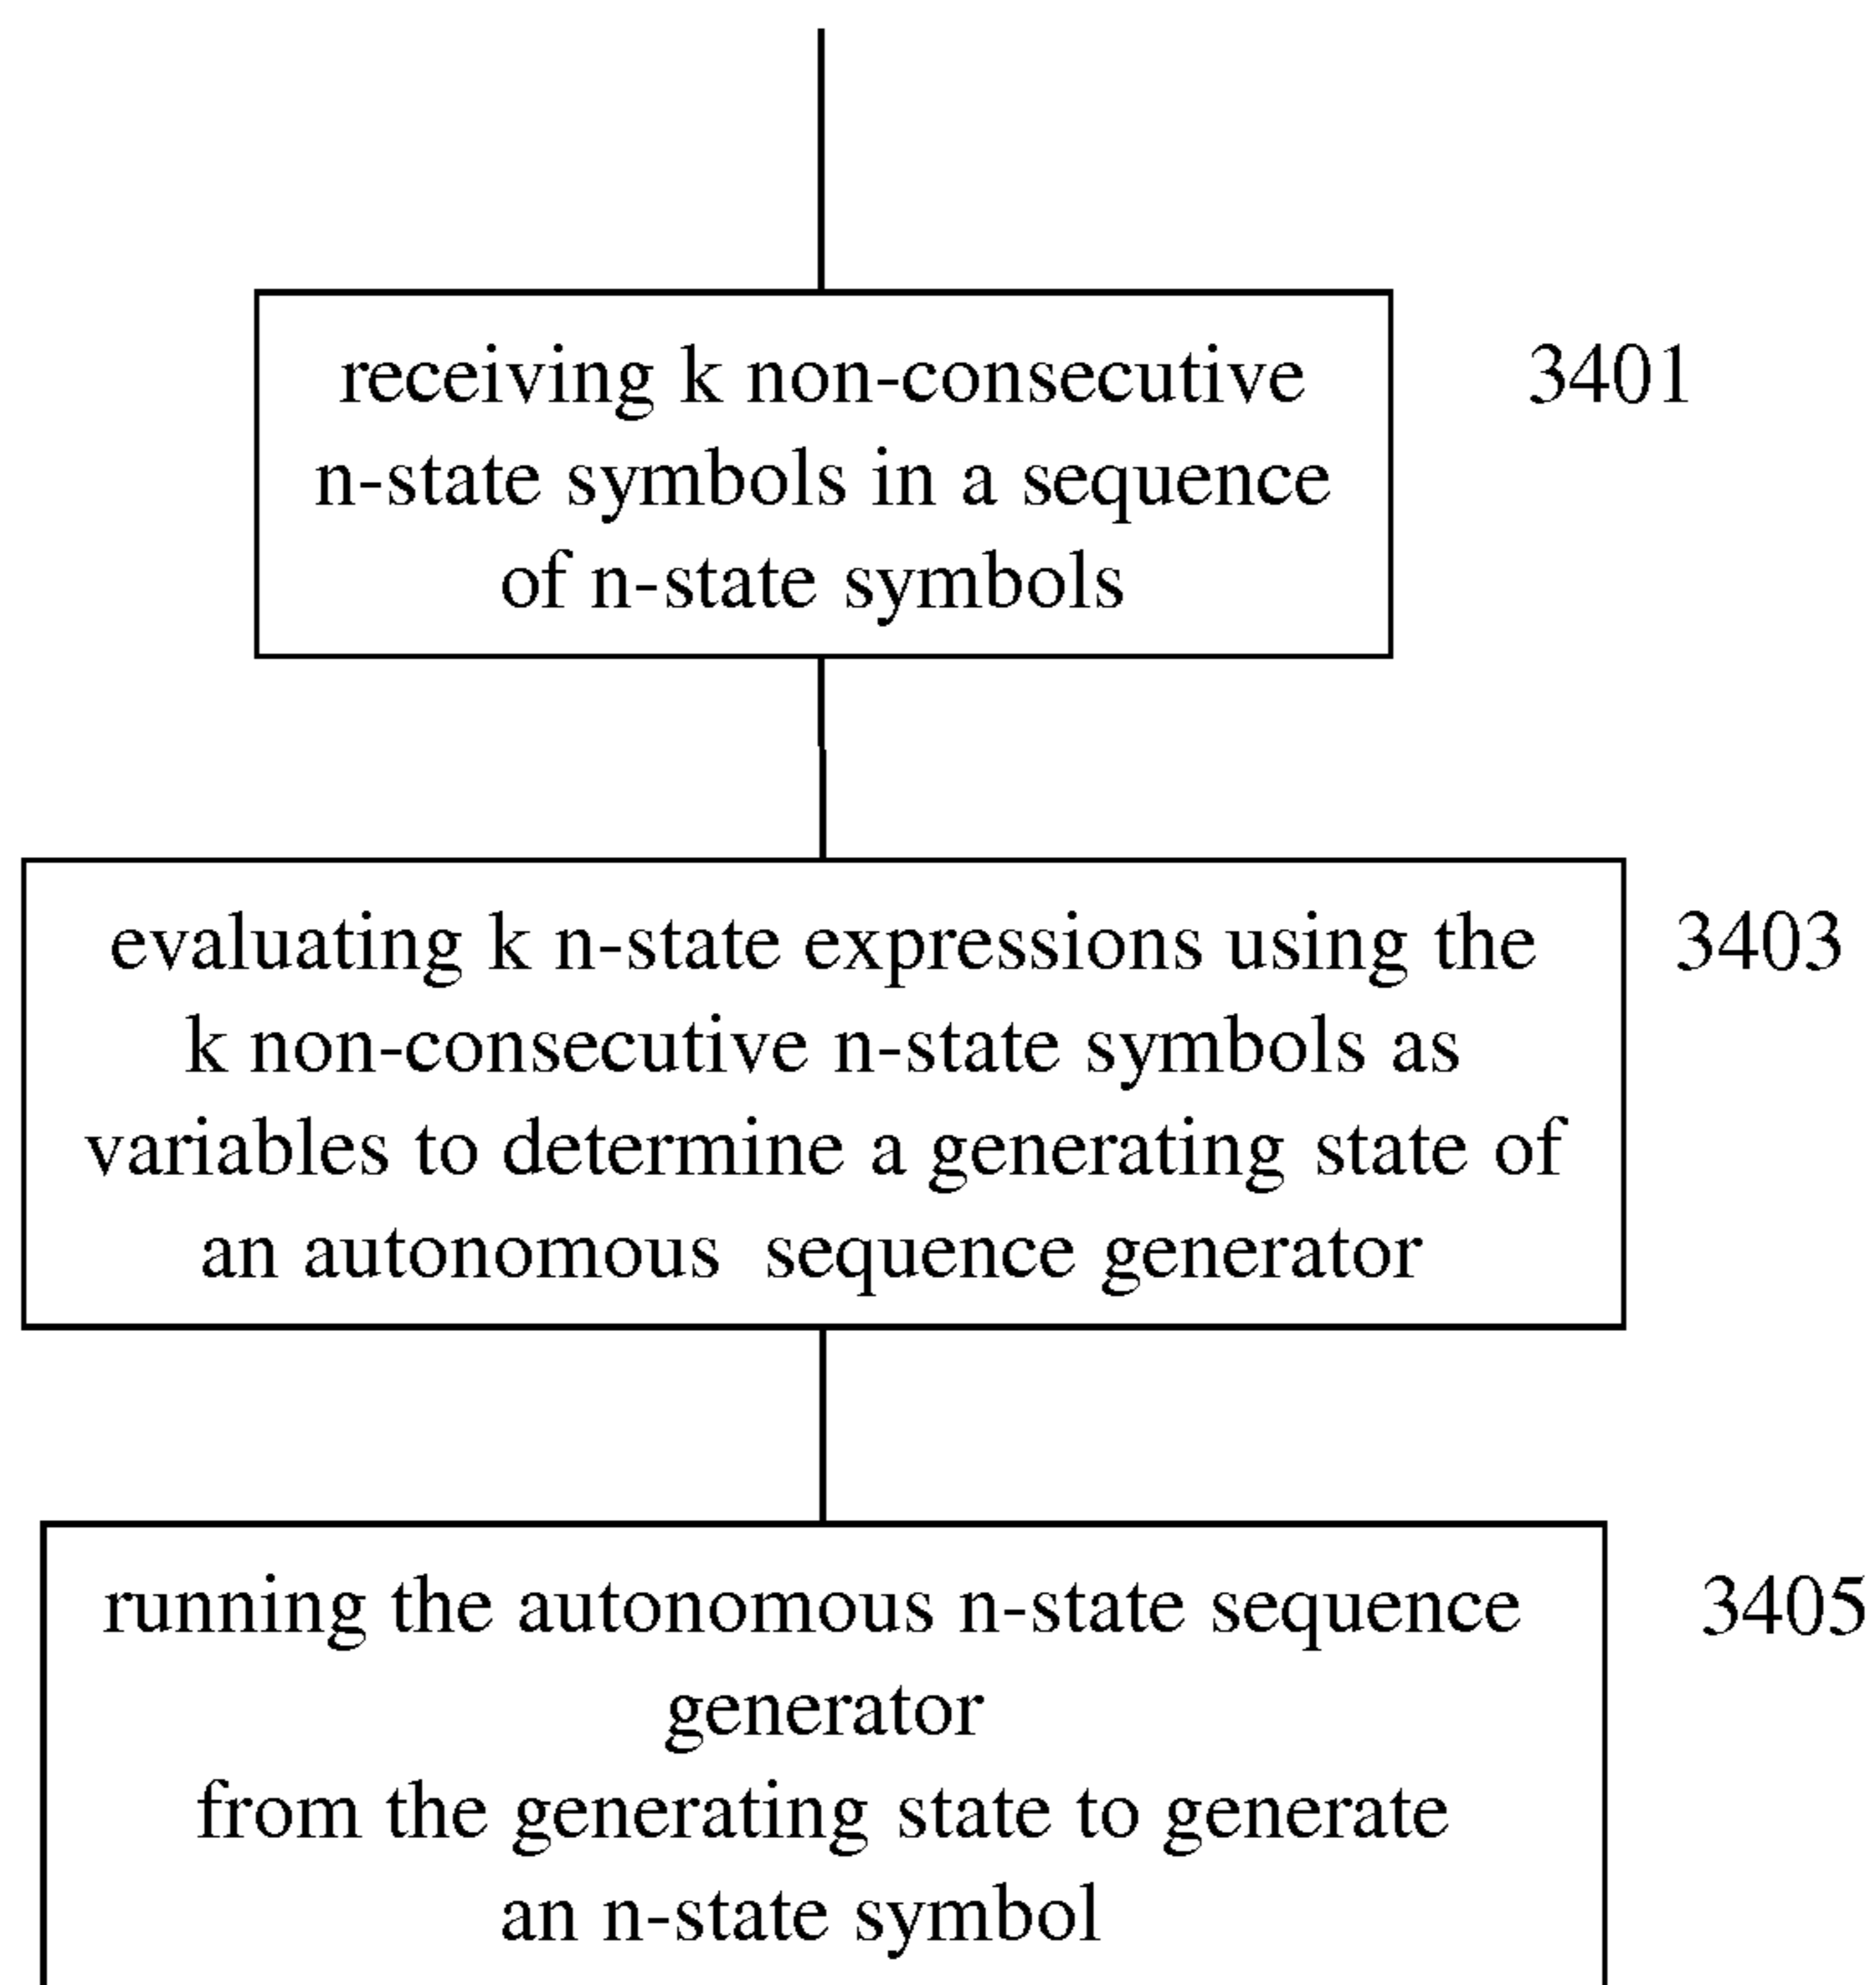 receiving k non-consecutive
3401
n-state symbols in a sequence
of n-state symbols
evaluating k n-state expressions using the
3403
k non-consecutive n-state symbols as
variables to determine a generating state of
an autonomous sequence generator
running the autonomous n-state sequence
3405
generator
from the generating state to generate
an n-state symbol